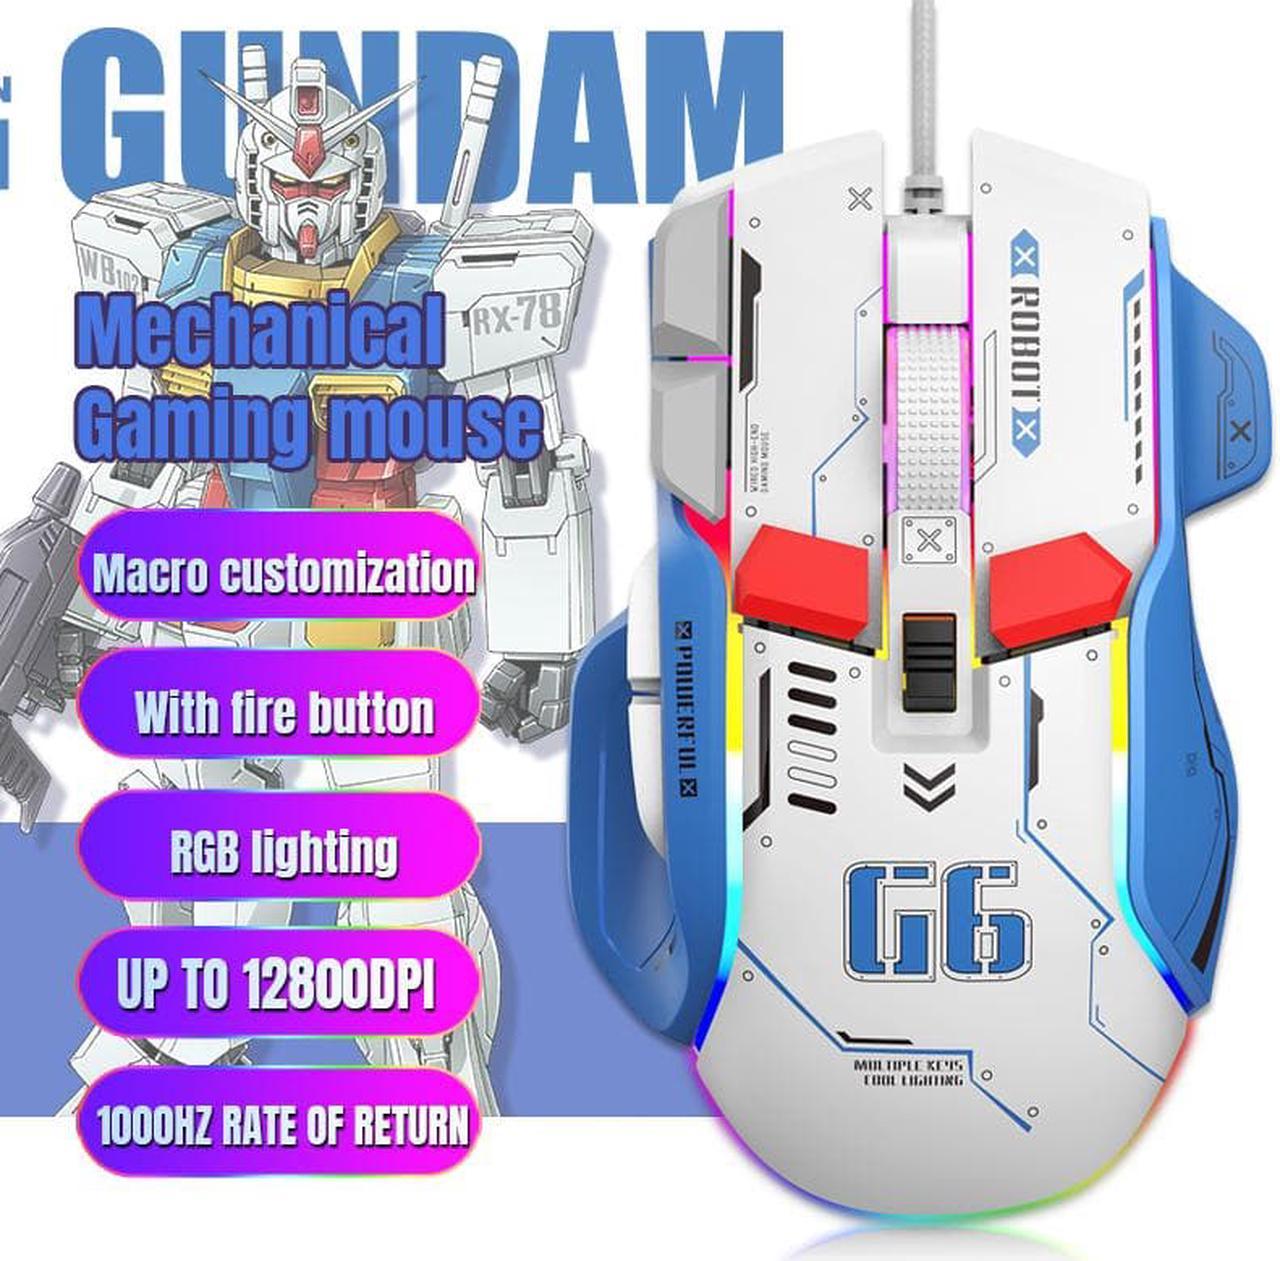 GUNDAM
WB102
RX-78
Mechanical
Gaming mouse
Macro customization
With fire button
RGB lighting
UP TO 12800DPI
1000HZ RATE OF RETURN
ROBOT
WIRED HIGH-END
GAMING MOUSE
POWERFUL
G6
MULTIPLE KEYS
COOL LIGHTING